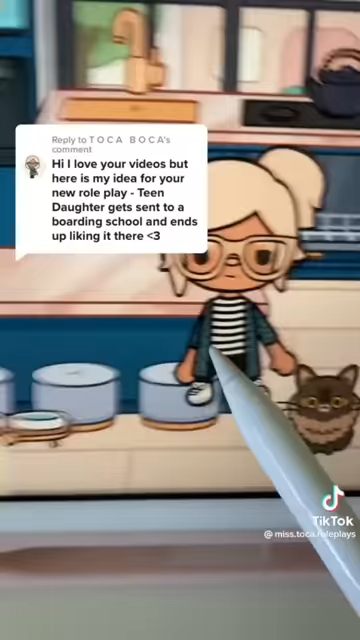 Reply to T O C A B O C A's
comment
Hi I love your videos but
here is my idea for your
new role play - Teen
Daughter gets sent to a
boarding school and ends
up liking it there <3
TikTok
@ miss.toca.roleplays